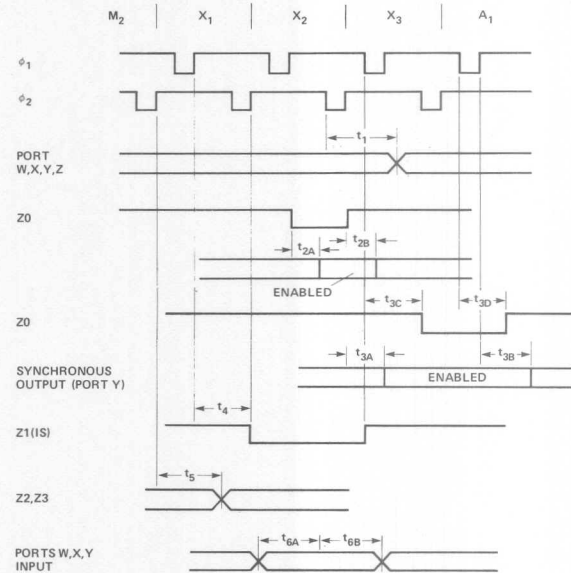 M2 X1 X2 X3 A1
ϕ1
ϕ2
t1
PORT
W,X,Y,Z
Z0
t2B
t2A
ENABLED
t3C t3D
Z0
t3A t3B
SYNCHRONOUS
OUTPUT (PORT Y)
ENABLED
t4
Z1(IS)
t5
Z2,Z3
t6A t6B
PORTS W,X,Y
INPUT